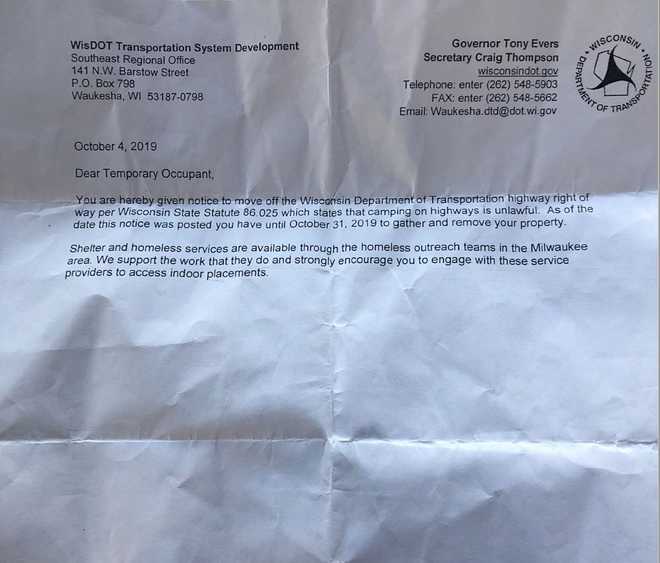 WisDOT Transportation System Development
Southeast Regional Office
141 N.W. Barstow Street
P.O. Box 798
Waukesha, WI 53187-0798
Governor Tony Evers
Secretary Craig Thompson
wisconsindot.gov
Telephone: enter (262) 548-5903
FAX: enter (262) 548-5662
Email: Waukesha.dtd@dot.wi.gov
WISCONSIN
DEPARTMENT OF TRANSPORTATION
October 4, 2019
Dear Temporary Occupant,
You are hereby given notice to move off the Wisconsin Department of Transportation highway right of
way per Wisconsin State Statute 86.025 which states that camping on highways is unlawful. As of the
date this notice was posted you have until October 31, 2019 to gather and remove your property.
Shelter and homeless services are available through the homeless outreach teams in the Milwaukee
area. We support the work that they do and strongly encourage you to engage with these service
providers to access indoor placements.